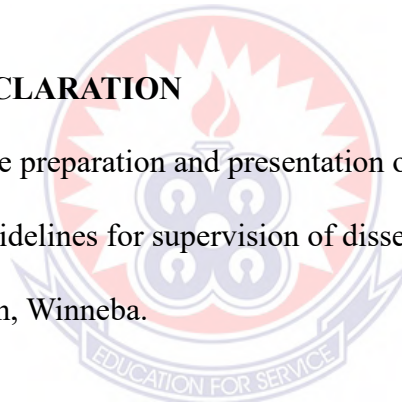 CLARATION
e preparation and presentation o
idelines for supervision of disse
n, Winneba.
EDUCATION FOR SERVICE